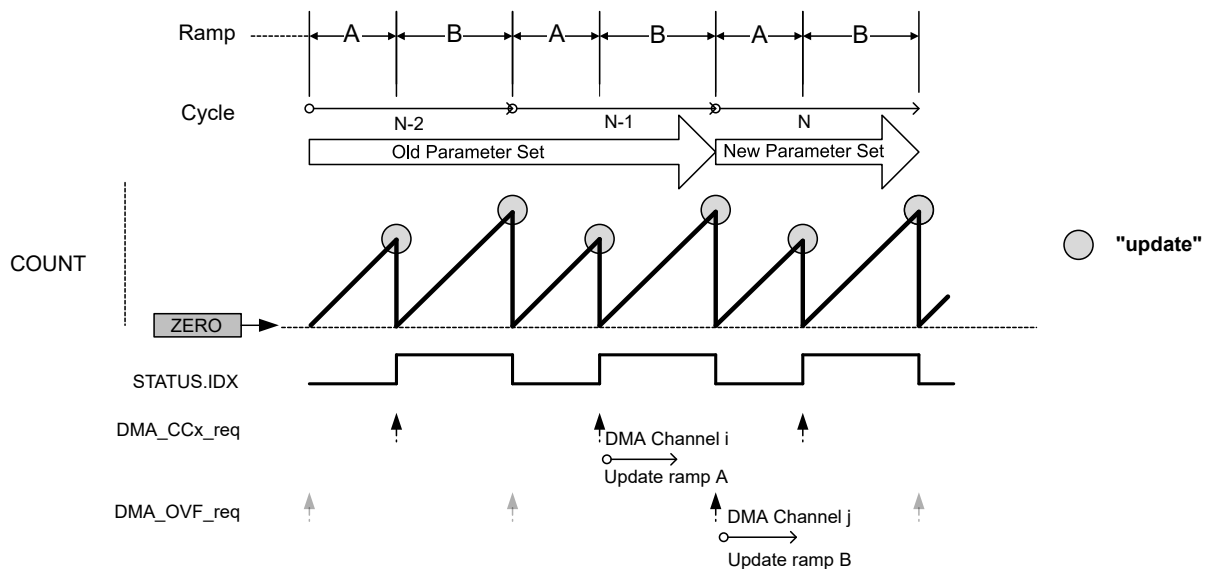 Ramp A B A B A B
Cycle
N-2 N-1 N
Old Parameter Set New Parameter Set
COUNT
"update"
ZERO
STATUS.IDX
DMA_CCx_req
DMA Channel i
Update ramp A
DMA_OVF_req
DMA Channel j
Update ramp B